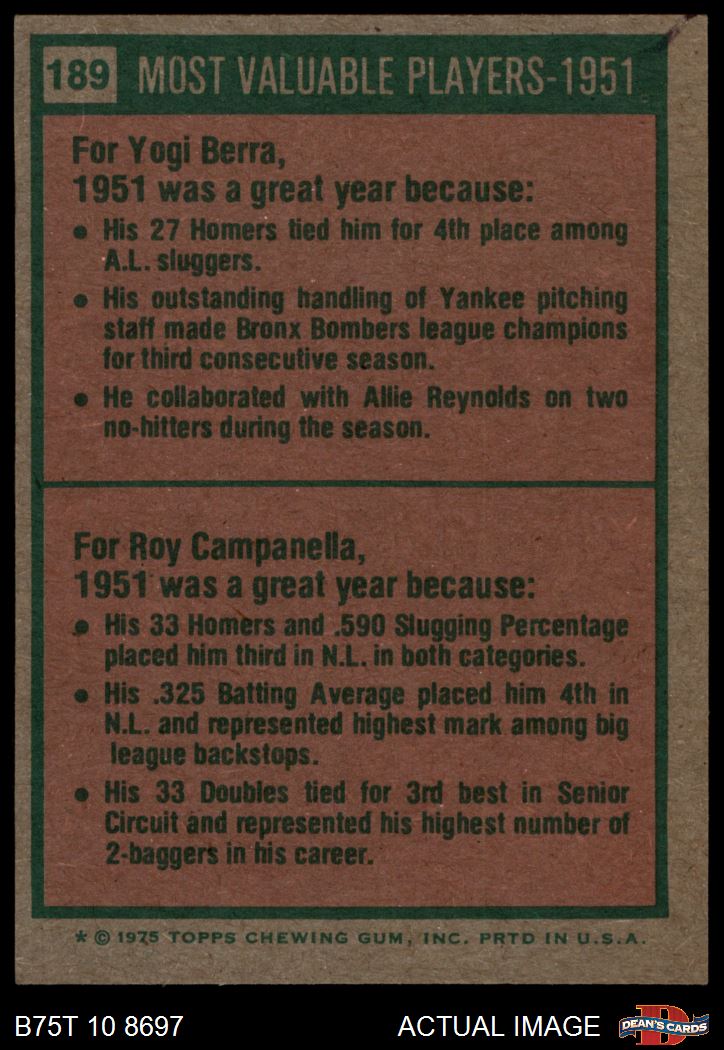 189 MOST VALUABLE PLAYERS-1951
For Yogi Berra,
1951 was a great year because:
• His 27 Homers tied him for 4th place among
A.L. sluggers.
• His outstanding handling of Yankee pitching
staff made Bronx Bombers league champions
for third consecutive season.
• He collaborated with Allie Reynolds on two
no-hitters during the season.
For Roy Campanella,
1951 was a great year because:
• His 33 Homers and .590 Slugging Percentage
placed him third in N.L. in both categories.
• His .325 Batting Average placed him 4th in
N.L. and represented highest mark among big
league backstops.
• His 33 Doubles tied for 3rd best in Senior
Circuit and represented his highest number of
2-baggers in his career.
* © 1975 TOPPS CHEWING GUM, INC. PRTD IN U.S.A.
B75T 10 8697 ACTUAL IMAGE D DEAN'S CARDS